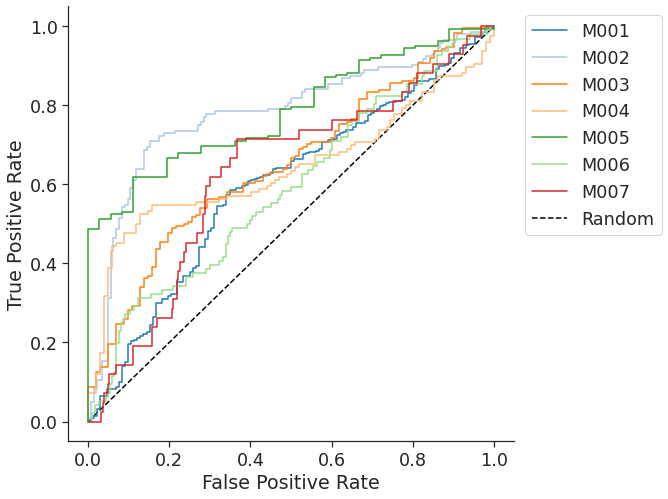 True Positive Rate
1.0
0.8
0.6
0.4
0.2
0.0
0.0 0.2 0.4 0.6 0.8 1.0
False Positive Rate
M001
M002
M003
M004
M005
M006
M007
Random